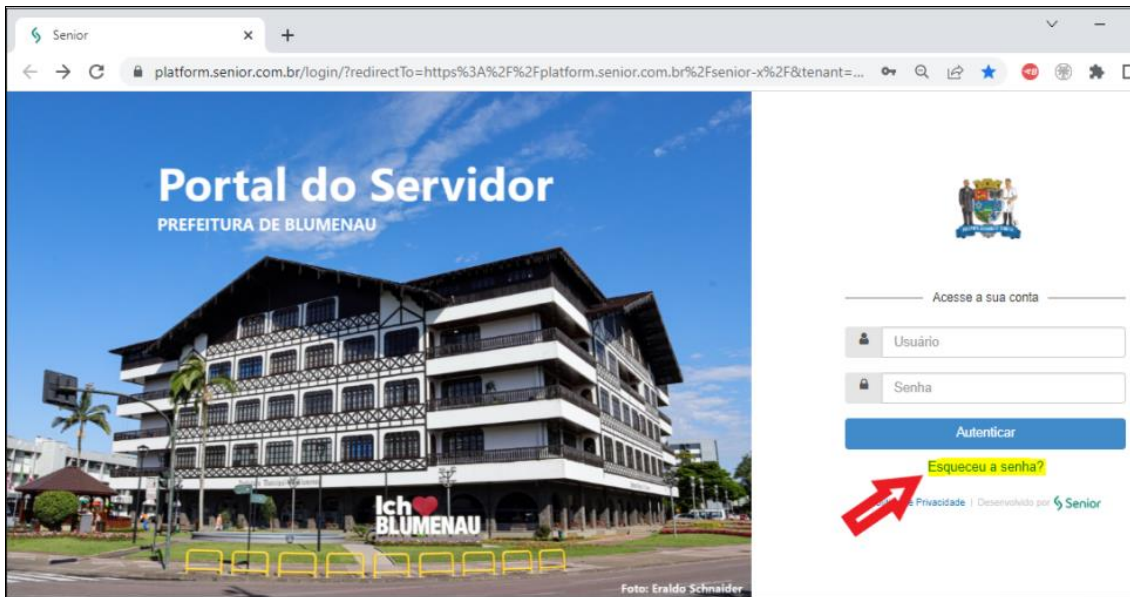 Senior
platform.senior.com.br/login/?redirectTo=https%3A%2F%2Fplatform.senior.com.br%2Fsenior-x%2F&tenant=...
Portal do Servidor
PREFEITURA DE BLUMENAU
Ich
BLUMENAU
Foto: Eraldo Schnaider
Acesse a sua conta
Usuário
Senha
Autenticar
Esqueceu a senha?
e Privacidade | Desenvolvido por Senior